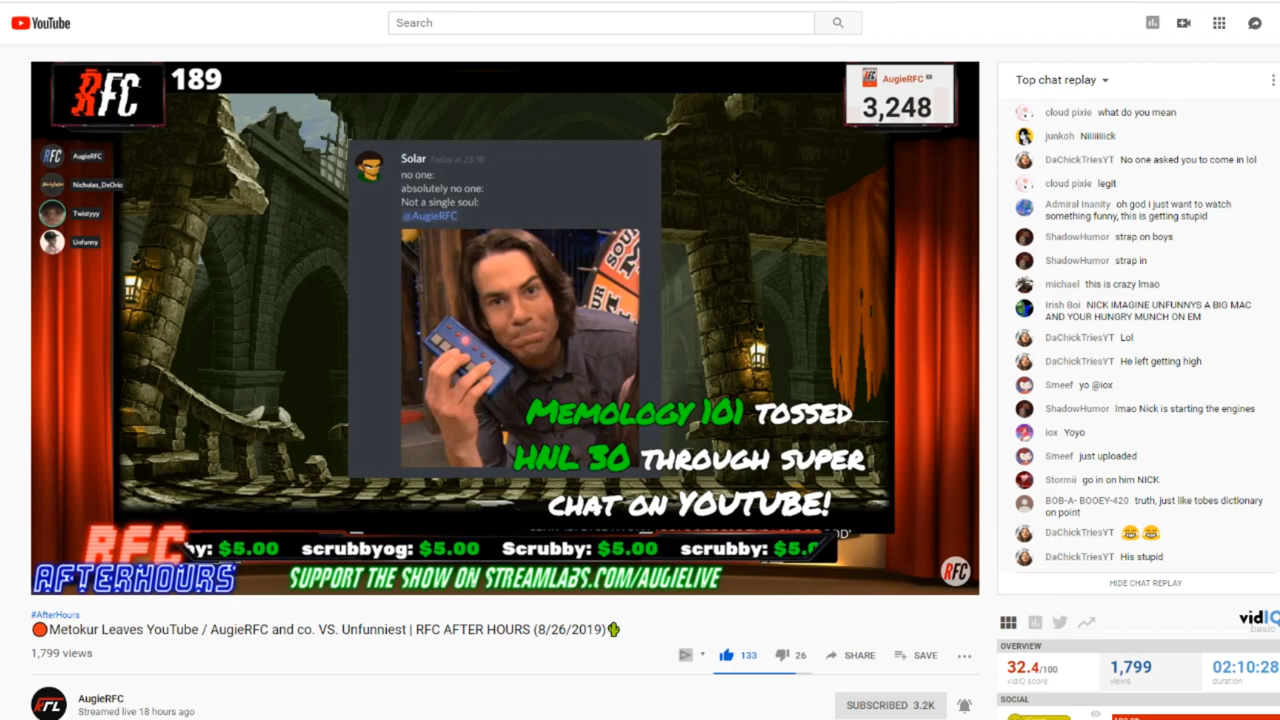 YouTube
Search
RFC
189
AugieRFC
3,248
RFC
AugieRFC
Nicholas_DeOrio
Twistyyy
Unfunny
Solar Today at 23:38
no one:
absolutely no one:
Not a single soul:
@AugieRFC
MEMOLOGY 101 TOSSED
HNL 30 THROUGH SUPER
CHAT ON YOUTUBE!
RFC
by: $5.00 scrubbyog: $5.00 Scrubby: $5.00 scrubby: $5.0
AFTERHOURS
SUPPORT THE SHOW ON STREAMLABS.COM/AUGIELIVE
RFC
Top chat replay
cloud pixie what do you mean
junkoh Niiiiiiick
DaChickTriesYT No one asked you to come in lol
cloud pixie legit
Admiral Inanity oh god i just want to watch
something funny, this is getting stupid
ShadowHumor strap on boys
ShadowHumor strap in
michael this is crazy lmao
Irish Boi NICK IMAGINE UNFUNNYS A BIG MAC
AND YOUR HUNGRY MUNCH ON EM
DaChickTriesYT Lol
DaChickTriesYT He left getting high
Smeef yo @iox
ShadowHumor lmao Nick is starting the engines
iox Yoyo
Smeef just uploaded
Stormii go in on him NICK
BOB-A- BOOEY-420 truth, just like tobes dictionary
on point
DaChickTriesYT 😂😂
DaChickTriesYT His stupid
HIDE CHAT REPLAY
#AfterHours
🔴Metokur Leaves YouTube / AugieRFC and co. VS. Unfunniest | RFC AFTER HOURS (8/26/2019)🌵
1,799 views
133 26 SHARE SAVE
AugieRFC
Streamed live 18 hours ago
SUBSCRIBED 3.2K
vidIQ
basic
OVERVIEW
32.4/100 1,799 02:10:28
vidIQ score views duration
SOCIAL